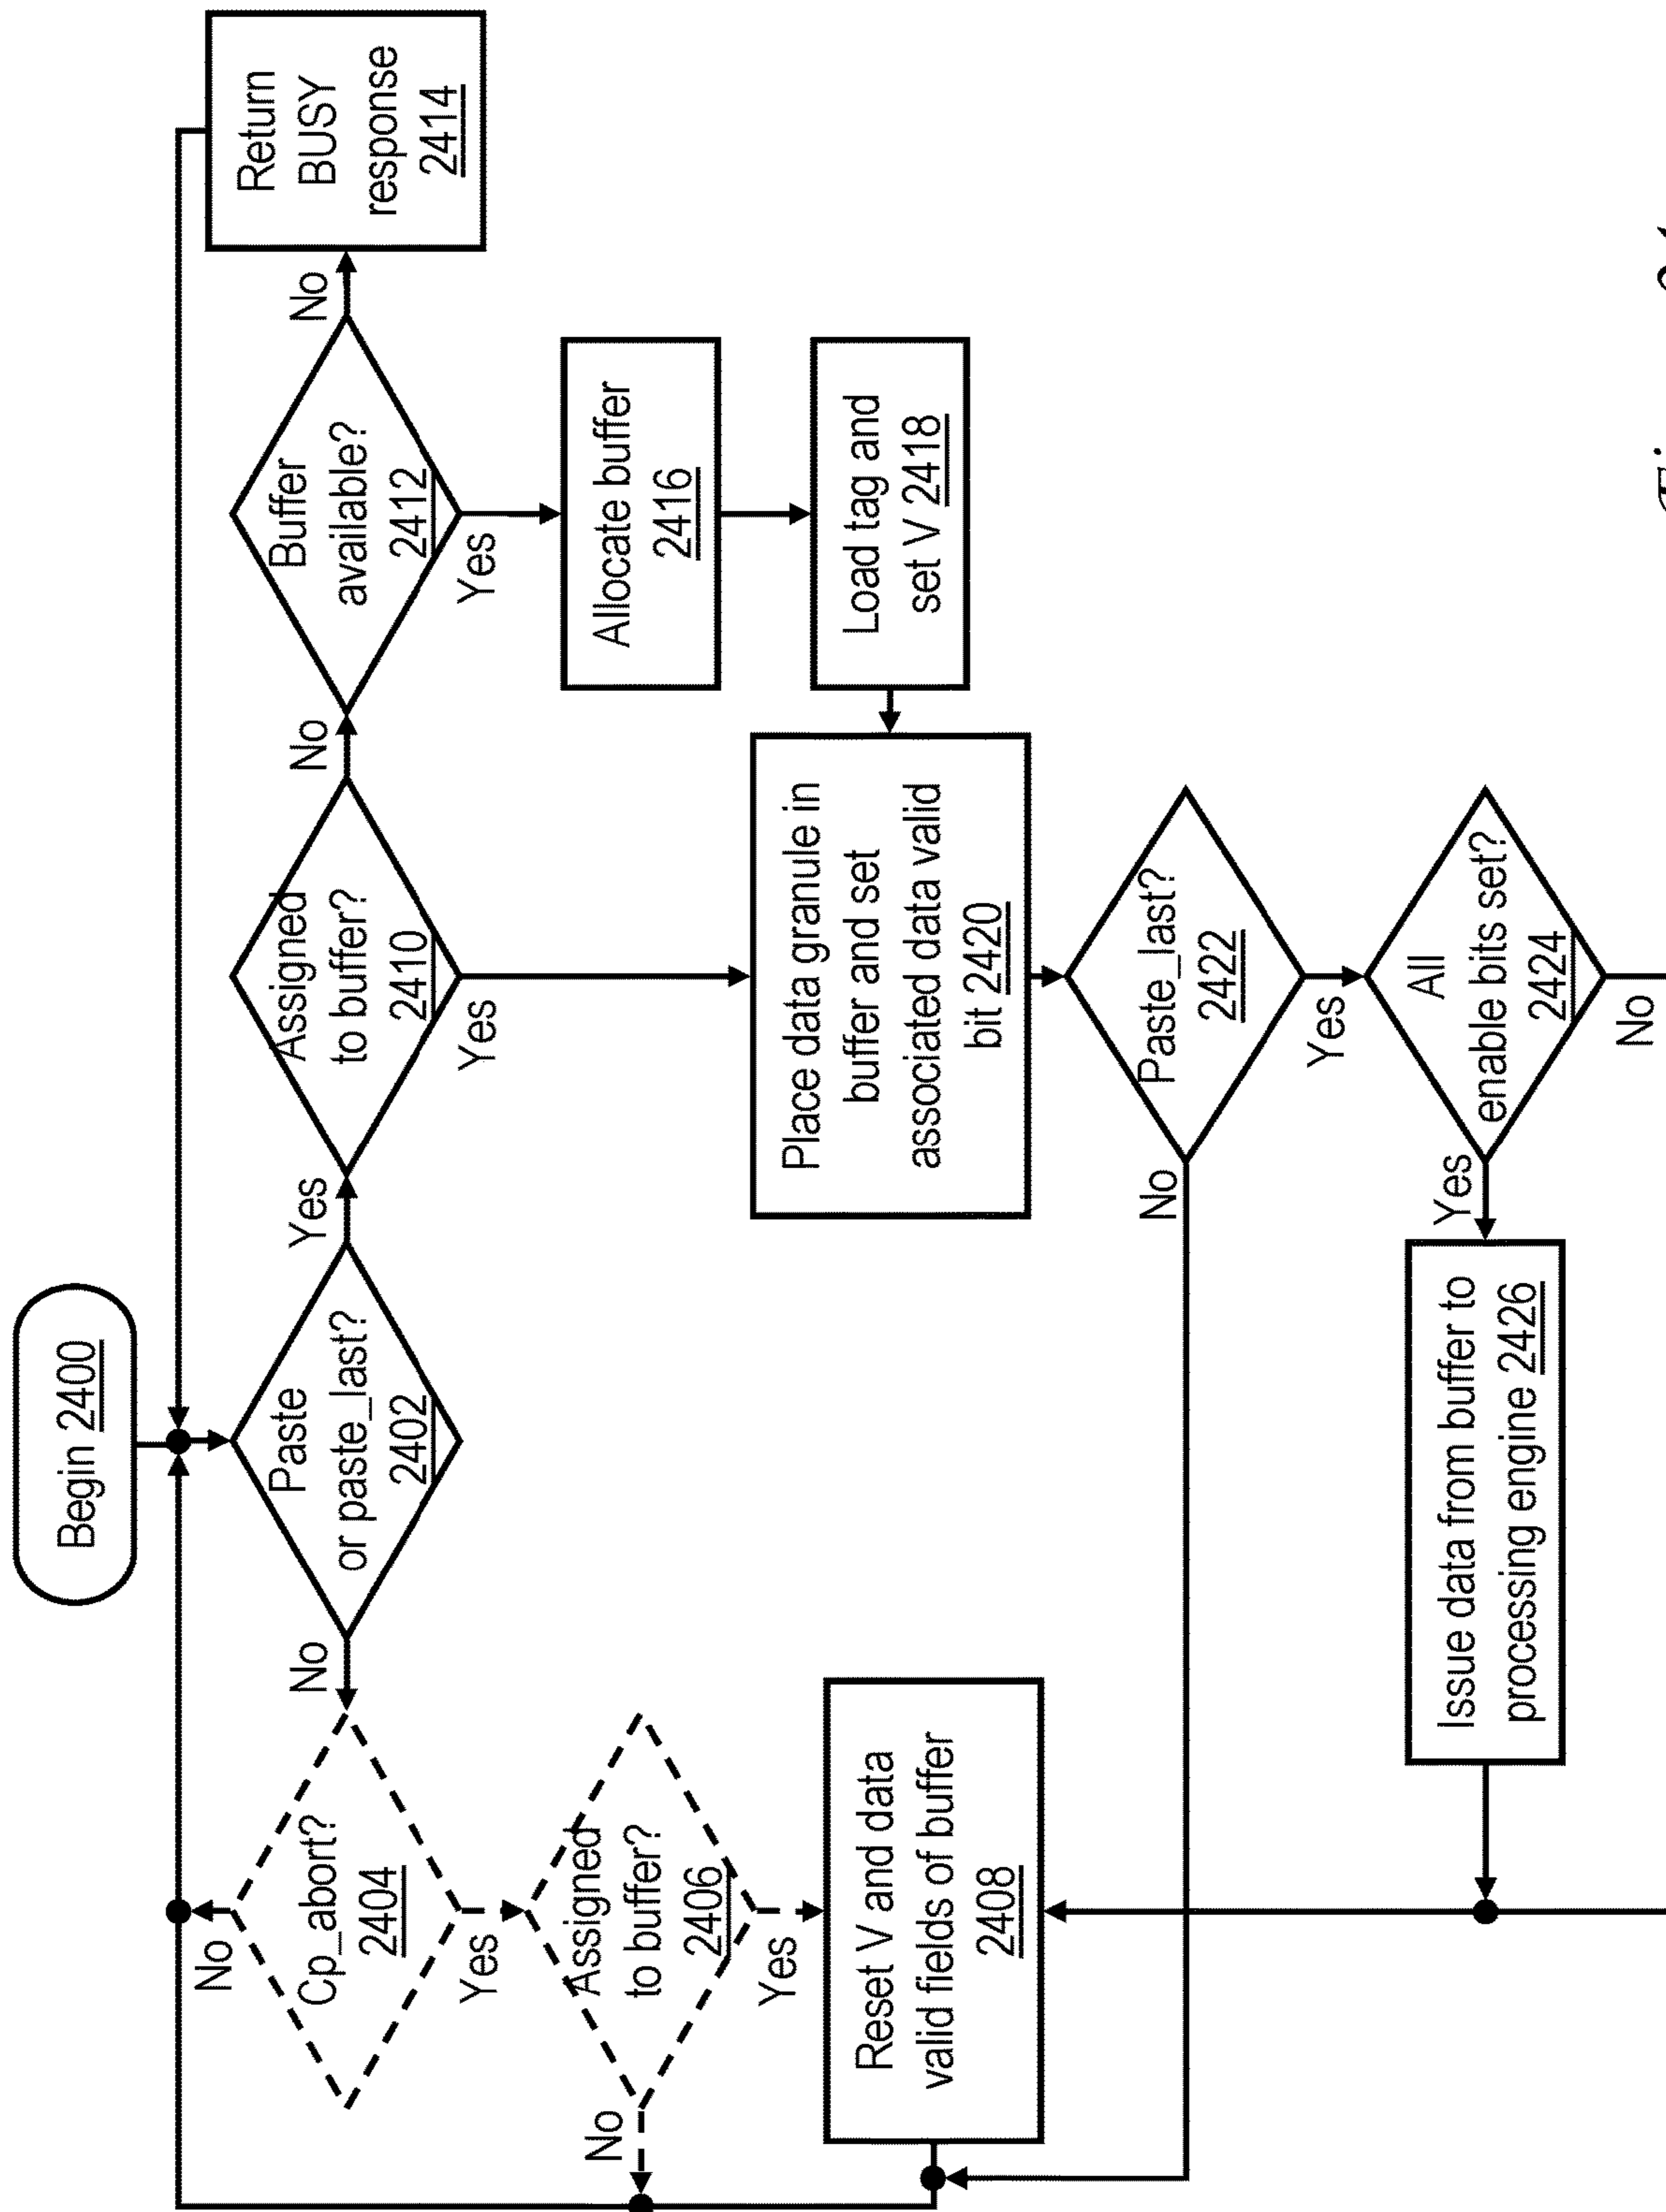 Begin 2400
Paste
or paste_last?
2402
Yes
No
Cp_abort?
2404
No
Yes
Assigned
to buffer?
2406
No
Yes
Reset V and data
valid fields of buffer
2408
Assigned
to buffer?
2410
No
Yes
Buffer
available?
2412
No
Yes
Return
BUSY
response
2414
Allocate buffer
2416
Load tag and
set V 2418
Place data granule in
buffer and set
associated data valid
bit 2420
Paste_last?
2422
No
Yes
All
enable bits set?
2424
Yes
No
Issue data from buffer to
processing engine 2426